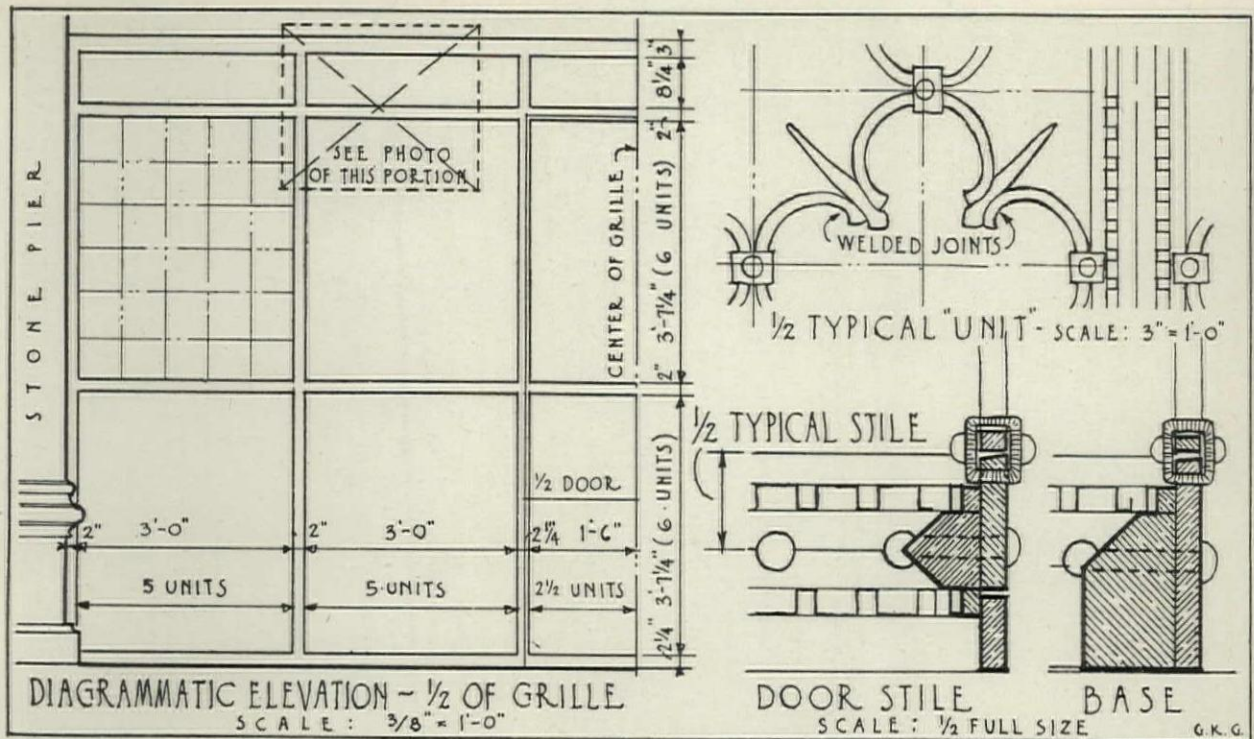 STONE PIER
SEE PHOTO
OF THIS PORTION
CENTER OF GRILLE
3"
8¼"
2"
3'-7¼" (6 UNITS)
2"
3'-7¼" (6 UNITS)
2¼"
½ DOOR
2" 3'-0" 2" 3'-0" 2¼" 1'-6"
5 UNITS 5 UNITS 2½ UNITS
DIAGRAMMATIC ELEVATION ~ ½ OF GRILLE
SCALE: 3/8" = 1'-0"
WELDED JOINTS
½ TYPICAL "UNIT" - SCALE: 3" = 1'-0"
½ TYPICAL STILE
DOOR STILE BASE
SCALE: ½ FULL SIZE
G.K.G.